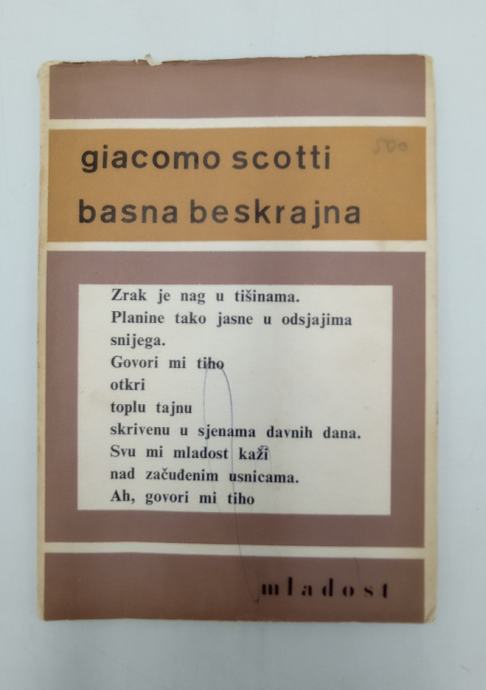 giacomo scotti
500
basna beskrajna
Zrak je nag u tišinama.
Planine tako jasne u odsjajima
snijega.
Govori mi tiho
otkri
toplu tajnu
skrivenu u sjenama davnih dana.
Svu mi mladost kaži
nad začuđenim usnicama.
Ah, govori mi tiho
mladost